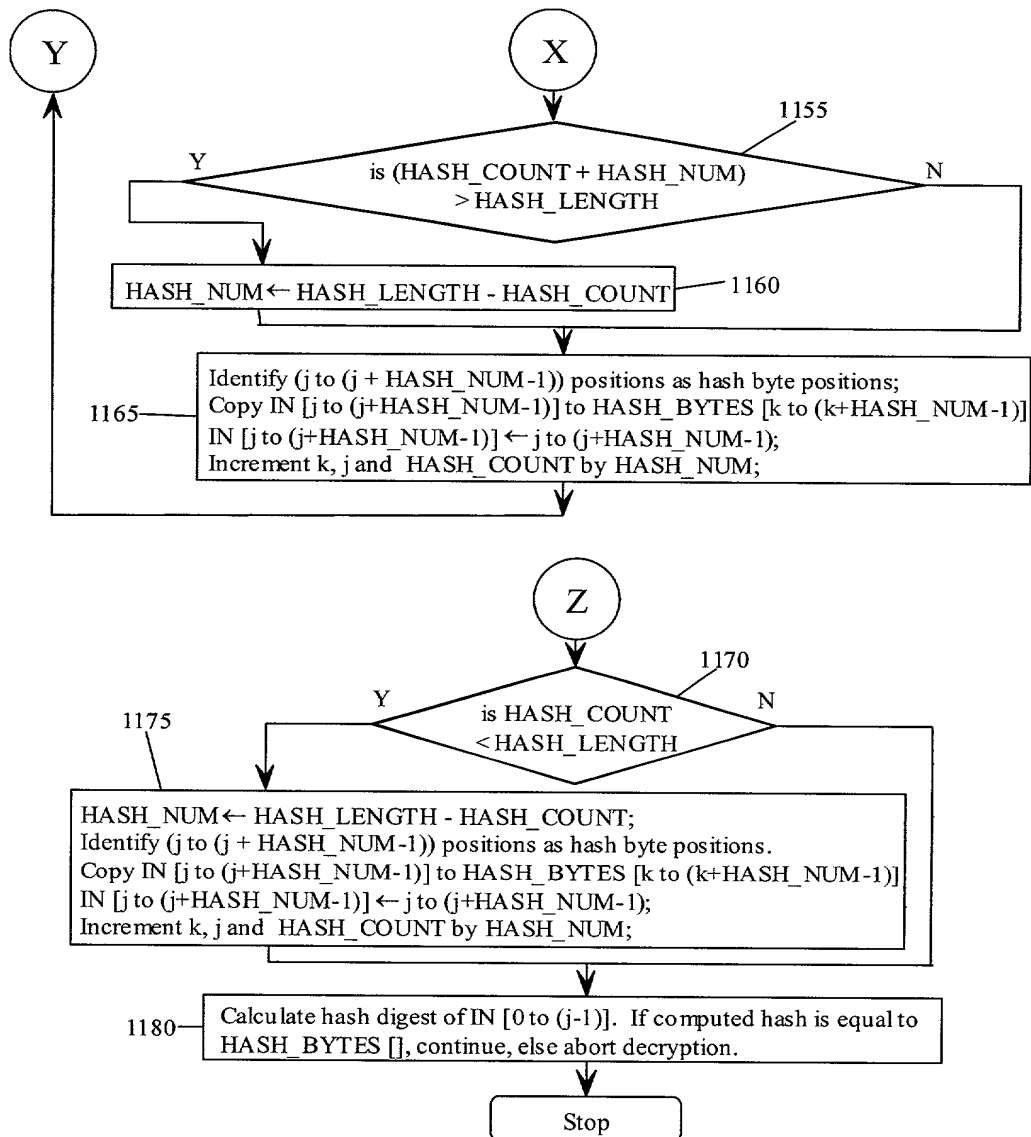 Y
X
1155
Y
is (HASH_COUNT + HASH_NUM)
> HASH_LENGTH
N
HASH_NUM ← HASH_LENGTH - HASH_COUNT
1160
1165
Identify (j to (j + HASH_NUM-1)) positions as hash byte positions;
Copy IN [j to (j+HASH_NUM-1)] to HASH_BYTES [k to (k+HASH_NUM-1)]
IN [j to (j+HASH_NUM-1)] ← j to (j+HASH_NUM-1);
Increment k, j and HASH_COUNT by HASH_NUM;
Z
1170
Y
is HASH_COUNT
< HASH_LENGTH
N
1175
HASH_NUM ← HASH_LENGTH - HASH_COUNT;
Identify (j to (j + HASH_NUM-1)) positions as hash byte positions.
Copy IN [j to (j+HASH_NUM-1)] to HASH_BYTES [k to (k+HASH_NUM-1)]
IN [j to (j+HASH_NUM-1)] ← j to (j+HASH_NUM-1);
Increment k, j and HASH_COUNT by HASH_NUM;
1180
Calculate hash digest of IN [0 to (j-1)]. If computed hash is equal to
HASH_BYTES [], continue, else abort decryption.
Stop